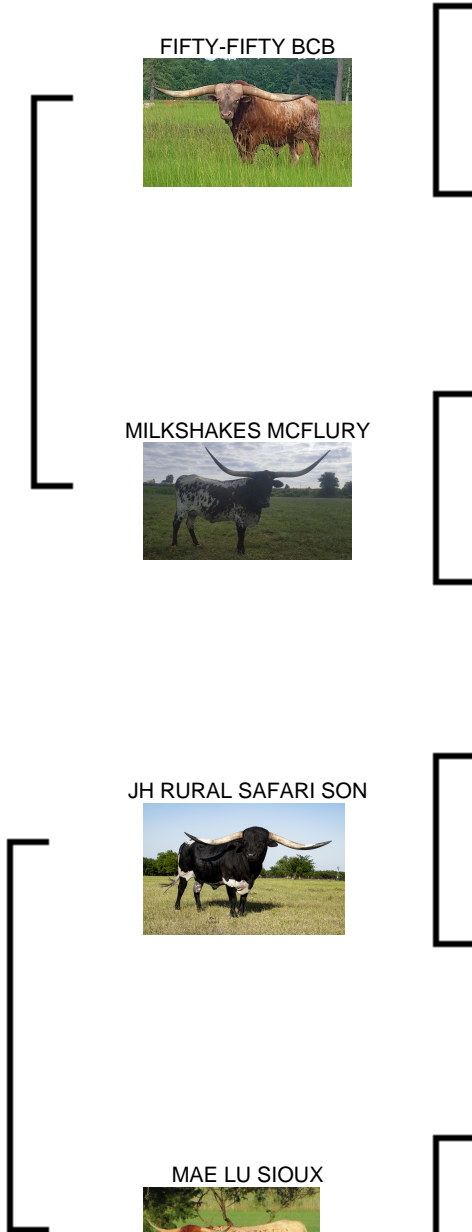 FIFTY-FIFTY BCB
MILKSHAKES MCFLURY
JH RURAL SAFARI SON
MAE LU SIOUX